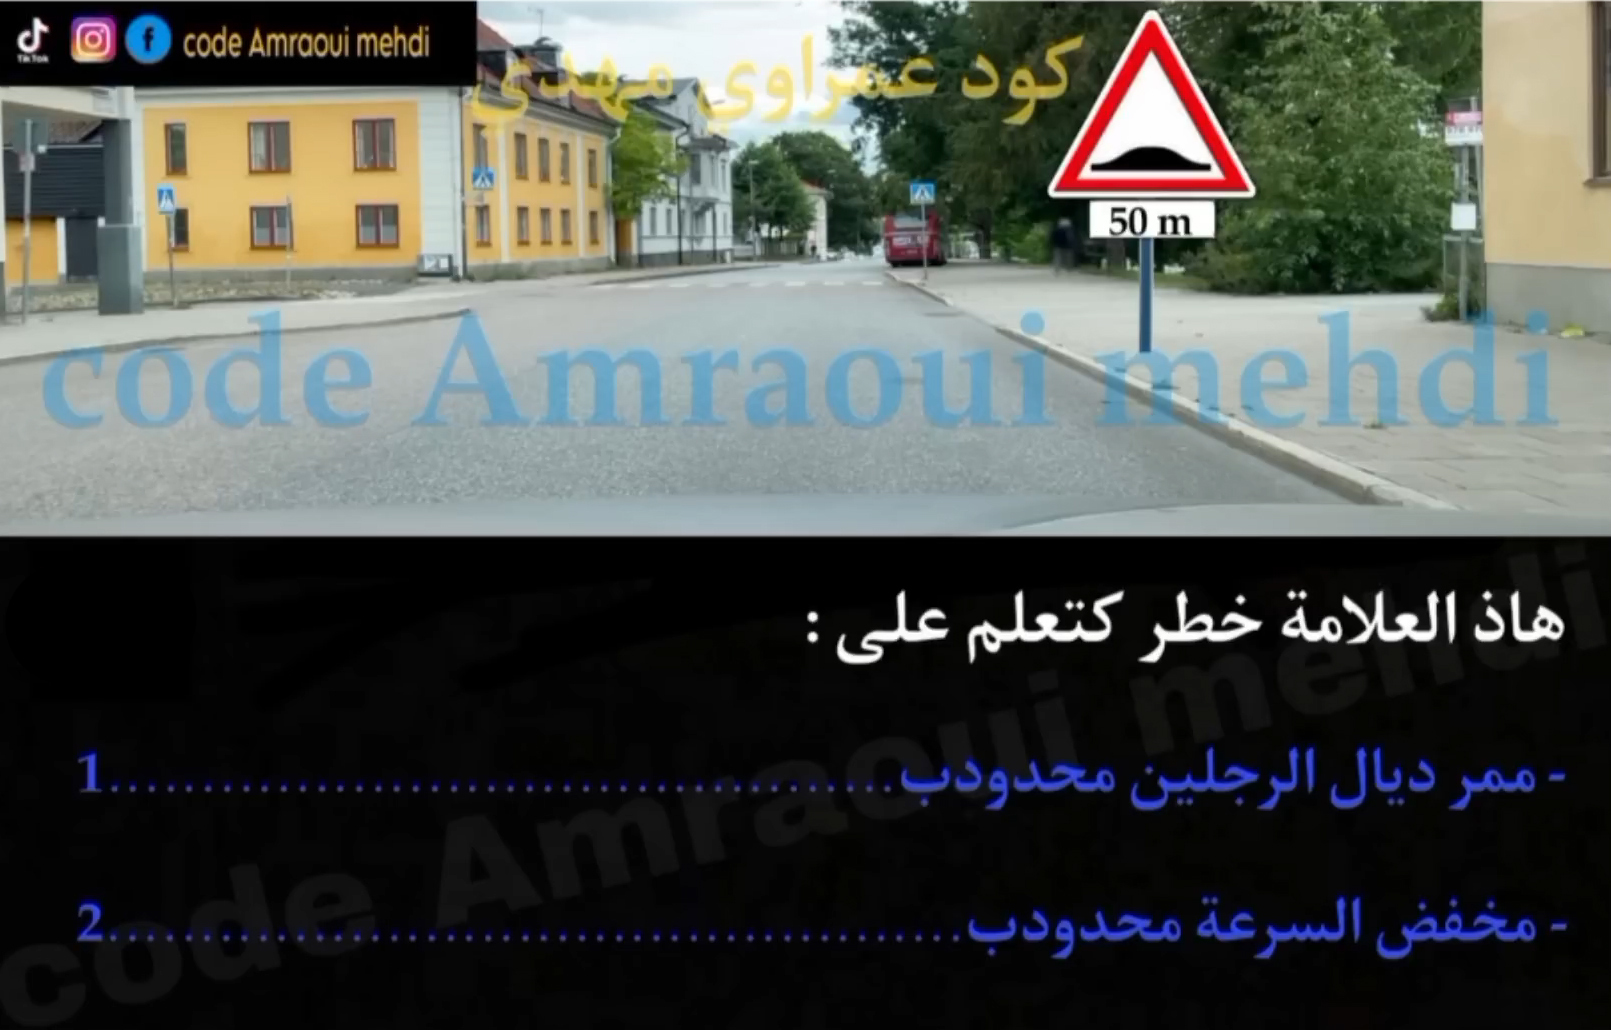 TikTok
code Amraoui mehdi
كود عمراوي مهدي
50 m
code Amraoui mehdi
هاذ العلامة خطر كتعلم على :
- ممر ديال الرجلين محدودب........................................1
- مخفض السرعة محدودب........................................2
code Amraoui mehdi